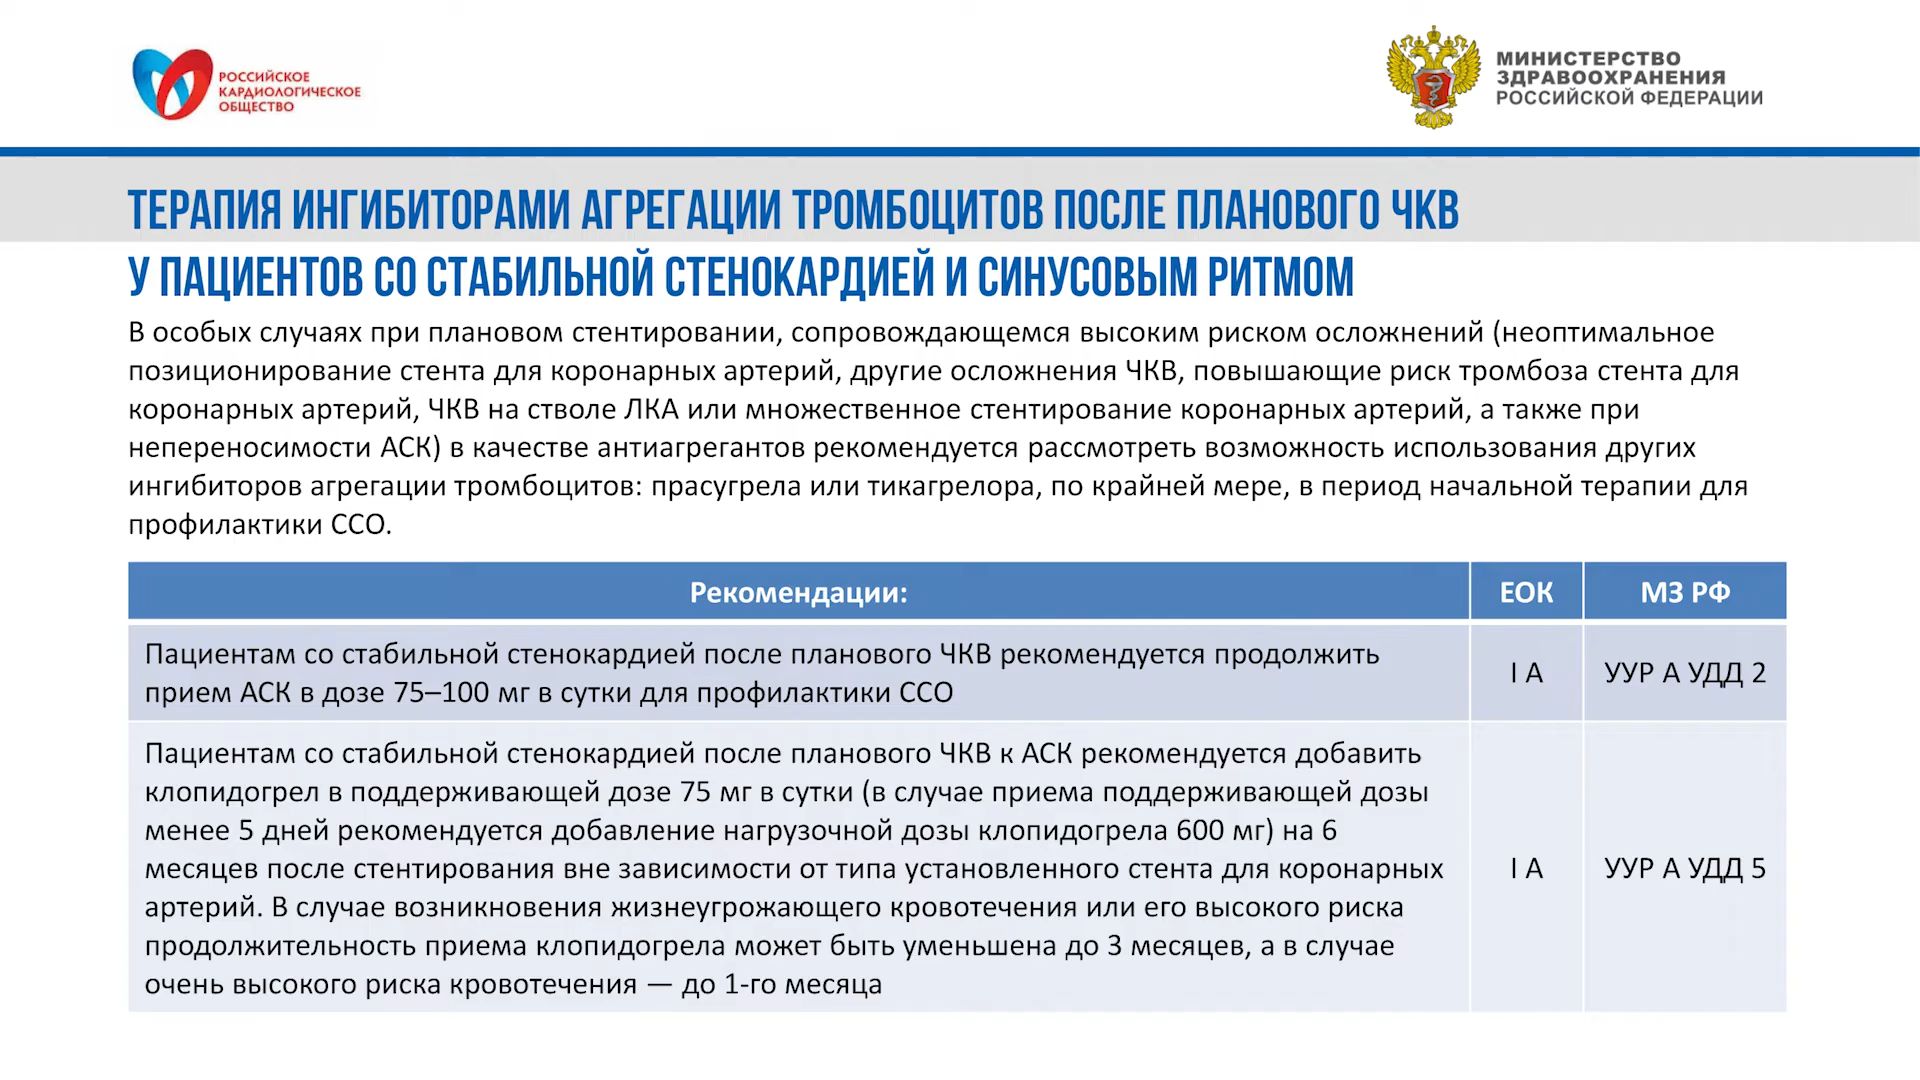 РОССИЙСКОЕ
КАРДИОЛОГИЧЕСКОЕ
ОБЩЕСТВО
МИНИСТЕРСТВО
ЗДРАВООХРАНЕНИЯ
РОССИЙСКОЙ ФЕДЕРАЦИИ
ТЕРАПИЯ ИНГИБИТОРАМИ АГРЕГАЦИИ ТРОМБОЦИТОВ ПОСЛЕ ПЛАНОВОГО ЧКВ
У ПАЦИЕНТОВ СО СТАБИЛЬНОЙ СТЕНОКАРДИЕЙ И СИНУСОВЫМ РИТМОМ
В особых случаях при плановом стентировании, сопровождающемся высоким риском осложнений (неоптимальное
позиционирование стента для коронарных артерий, другие осложнения ЧКВ, повышающие риск тромбоза стента для
коронарных артерий, ЧКВ на стволе ЛКА или множественное стентирование коронарных артерий, а также при
непереносимости АСК) в качестве антиагрегантов рекомендуется рассмотреть возможность использования других
ингибиторов агрегации тромбоцитов: прасугрела или тикагрелора, по крайней мере, в период начальной терапии для
профилактики ССО.
Рекомендации:
ЕОК
МЗ РФ
Пациентам со стабильной стенокардией после планового ЧКВ рекомендуется продолжить
прием АСК в дозе 75–100 мг в сутки для профилактики ССО
I A
УУР А УДД 2
Пациентам со стабильной стенокардией после планового ЧКВ к АСК рекомендуется добавить
клопидогрел в поддерживающей дозе 75 мг в сутки (в случае приема поддерживающей дозы
менее 5 дней рекомендуется добавление нагрузочной дозы клопидогрела 600 мг) на 6
месяцев после стентирования вне зависимости от типа установленного стента для коронарных
артерий. В случае возникновения жизнеугрожающего кровотечения или его высокого риска
продолжительность приема клопидогрела может быть уменьшена до 3 месяцев, а в случае
очень высокого риска кровотечения — до 1-го месяца
I A
УУР А УДД 5